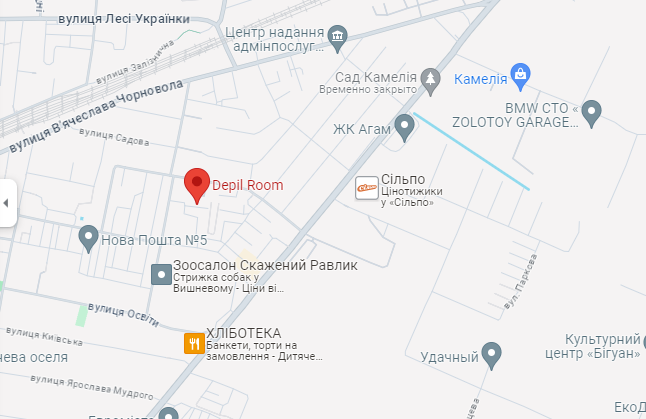 вулиця Лесі Українки
Центр надання
адмінпослуг...
вулиця Залізнична
Сад Камелія
Временно закрыто
Камелія
вулиця В'ячеслава Чорновола
BMW СТО «
ZOLOTOY GARAGE...
ЖК Агам
вулиця Садова
Сільпо
Цінотижики
у «Сільпо»
Depil Room
Нова Пошта №5
Зоосалон Скажений Равлик
Стрижка собак у
Вишневому - Ціни ві...
вул. Паркова
вулиця Освіти
ХЛІБОТЕКА
Банкети, торти на
замовлення - Дитяче...
вулиця Київська
нева оселя
Удачный
Культурний
центр «Бігуан»
вулиця Ярослава Мудрого
ЕкоД